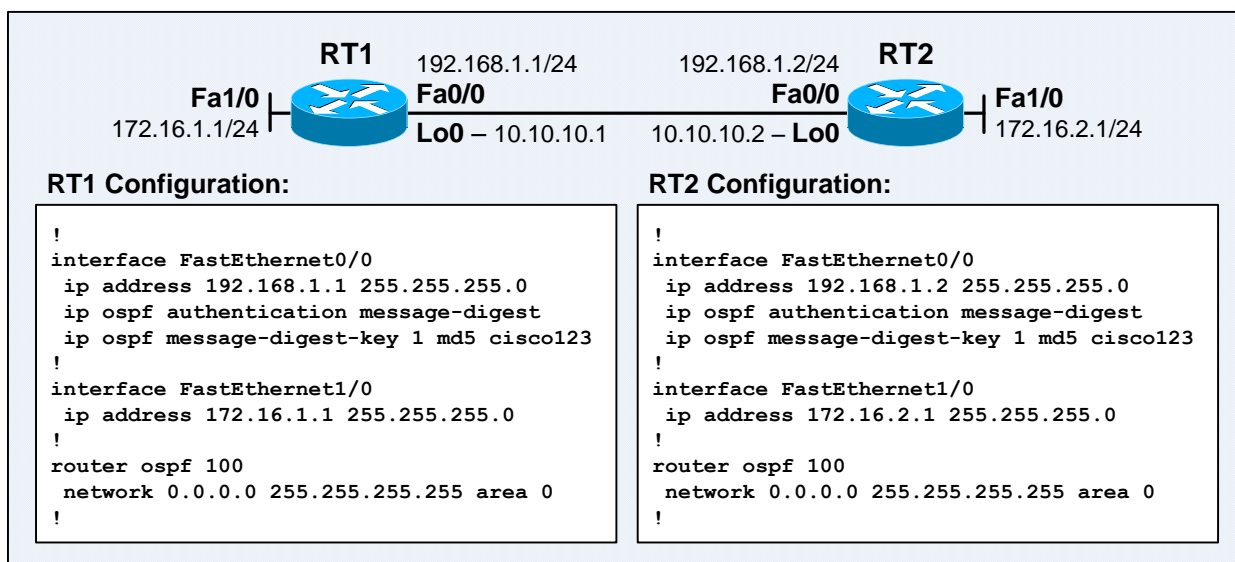 RT1
RT2
192.168.1.1/24
192.168.1.2/24
Fa1/0
Fa0/0
Fa0/0
Fa1/0
172.16.1.1/24
Lo0 – 10.10.10.1
10.10.10.2 – Lo0
172.16.2.1/24
RT1 Configuration:
!
interface FastEthernet0/0
 ip address 192.168.1.1 255.255.255.0
 ip ospf authentication message-digest
 ip ospf message-digest-key 1 md5 cisco123
!
interface FastEthernet1/0
 ip address 172.16.1.1 255.255.255.0
!
router ospf 100
 network 0.0.0.0 255.255.255.255 area 0
!
RT2 Configuration:
!
interface FastEthernet0/0
 ip address 192.168.1.2 255.255.255.0
 ip ospf authentication message-digest
 ip ospf message-digest-key 1 md5 cisco123
!
interface FastEthernet1/0
 ip address 172.16.2.1 255.255.255.0
!
router ospf 100
 network 0.0.0.0 255.255.255.255 area 0
!